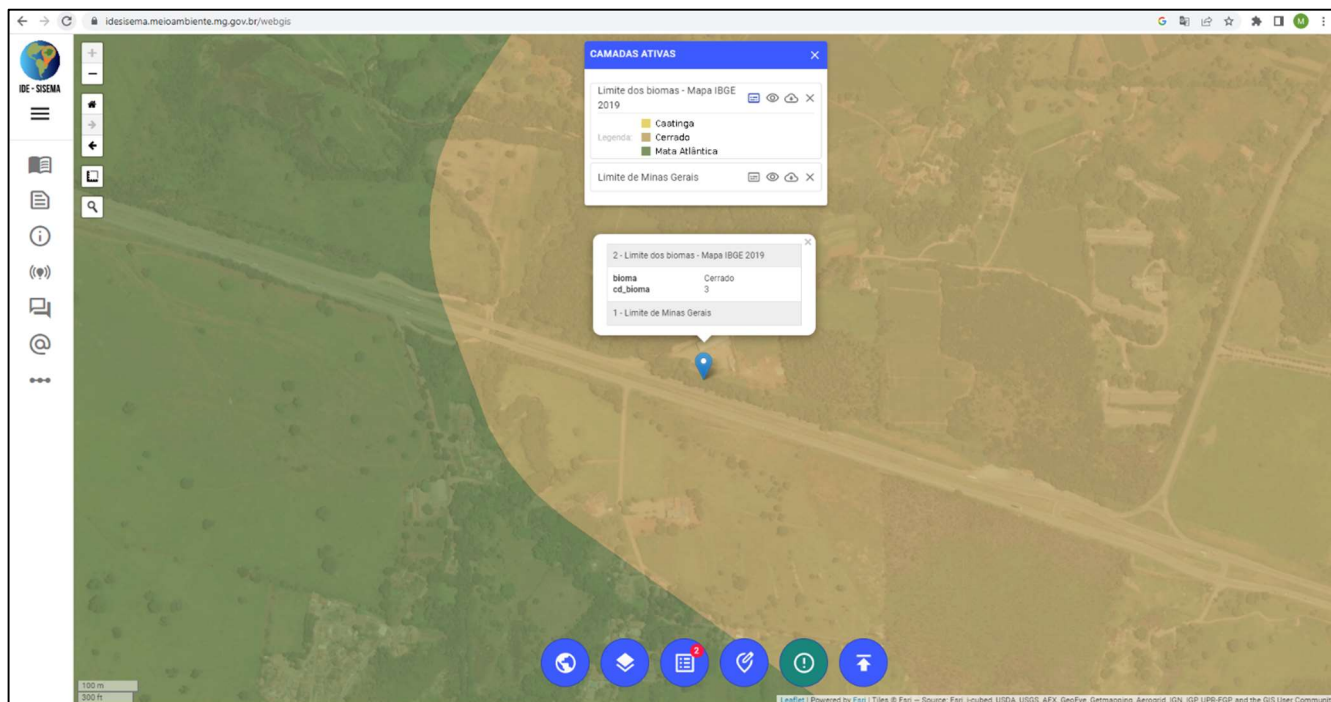 idesisema.meioambiente.mg.gov.br/webgis
M
IDE - SISEMA
CAMADAS ATIVAS
Limite dos biomas - Mapa IBGE
2019
Legenda:
Caatinga
Cerrado
Mata Atlântica
Limite de Minas Gerais
2 - Limite dos biomas - Mapa IBGE 2019
bioma Cerrado
cd_bioma 3
1 - Limite de Minas Gerais
2
100 m
300 ft
Leaflet | Powered by Esri | Tiles © Esri — Source: Esri, i-cubed, USDA, USGS, AEX, GeoEye, Getmapping, Aerogrid, IGN, IGP, UPR-EGP, and the GIS User Communit